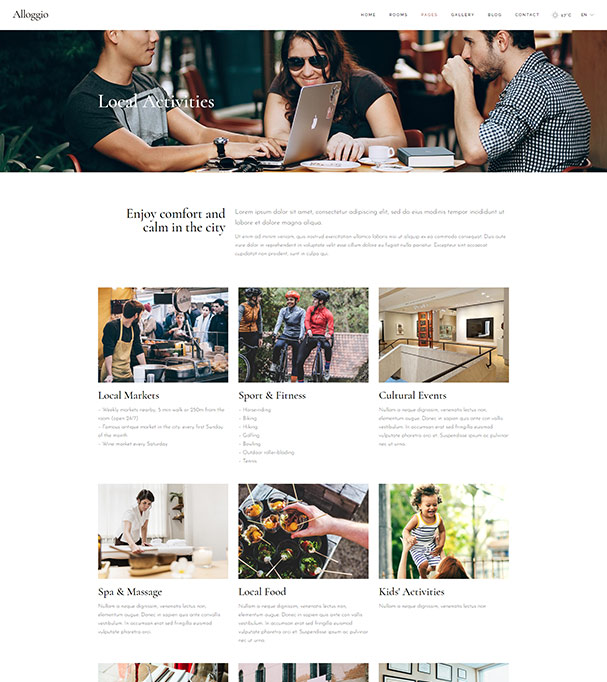 Alloggio
HOME
ROOMS
PAGES
GALLERY
BLOG
CONTACT
17°C
EN
Local Activities
Enjoy comfort and
calm in the city
Lorem ipsum dolor sit amet, consectetur adipiscing elit, sed do eius modinis tempor incididunt ut
labore et dolore magna aliqua.
Ut enim ad minim veniam, quis nostrud exercitation ullamco laboris nisi ut aliquip ex ea commodo consequat. Duis aute
irure dolor in reprehenderit in voluptate velit esse cillum dolore eu fugiat nulla pariatur. Excepteur sint occaecat
cupidatat non proident, sunt in culpa qui.
Local Markets
– Weekly markets nearby, 3 min walk or 250m from the
room (open 24/7)
– Famous antique market in the city every first Sunday
of the month
– Wine market every Saturday
Sport & Fitness
– Horse-riding
– Biking
– Hiking
– Golfing
– Bowling
– Outdoor roller-blading
– Tennis
Cultural Events
Nullam a neque dignissim, venenatis lectus non,
elementum augue. Donec in sapien quis ante convallis
vestibulum. In accumsan erat sed fringilla euismod
vulputate pharetra orci at. Suspendisse ipsum ac pulvinar
nec ut urna.
Spa & Massage
Nullam a neque dignissim, venenatis lectus non,
elementum augue. Donec in sapien quis ante convallis
vestibulum. In accumsan erat sed fringilla euismod
vulputate pharetra orci.
Local Food
Nullam a neque dignissim, venenatis lectus non,
elementum augue. Donec in sapien quis ante convallis
vestibulum. In accumsan erat sed fringilla euismod
vulputate pharetra orci at. Suspendisse ipsum ac pulvinar
nec ut urna.
Kids' Activities
Nullam a neque dignissim, venenatis lectus non